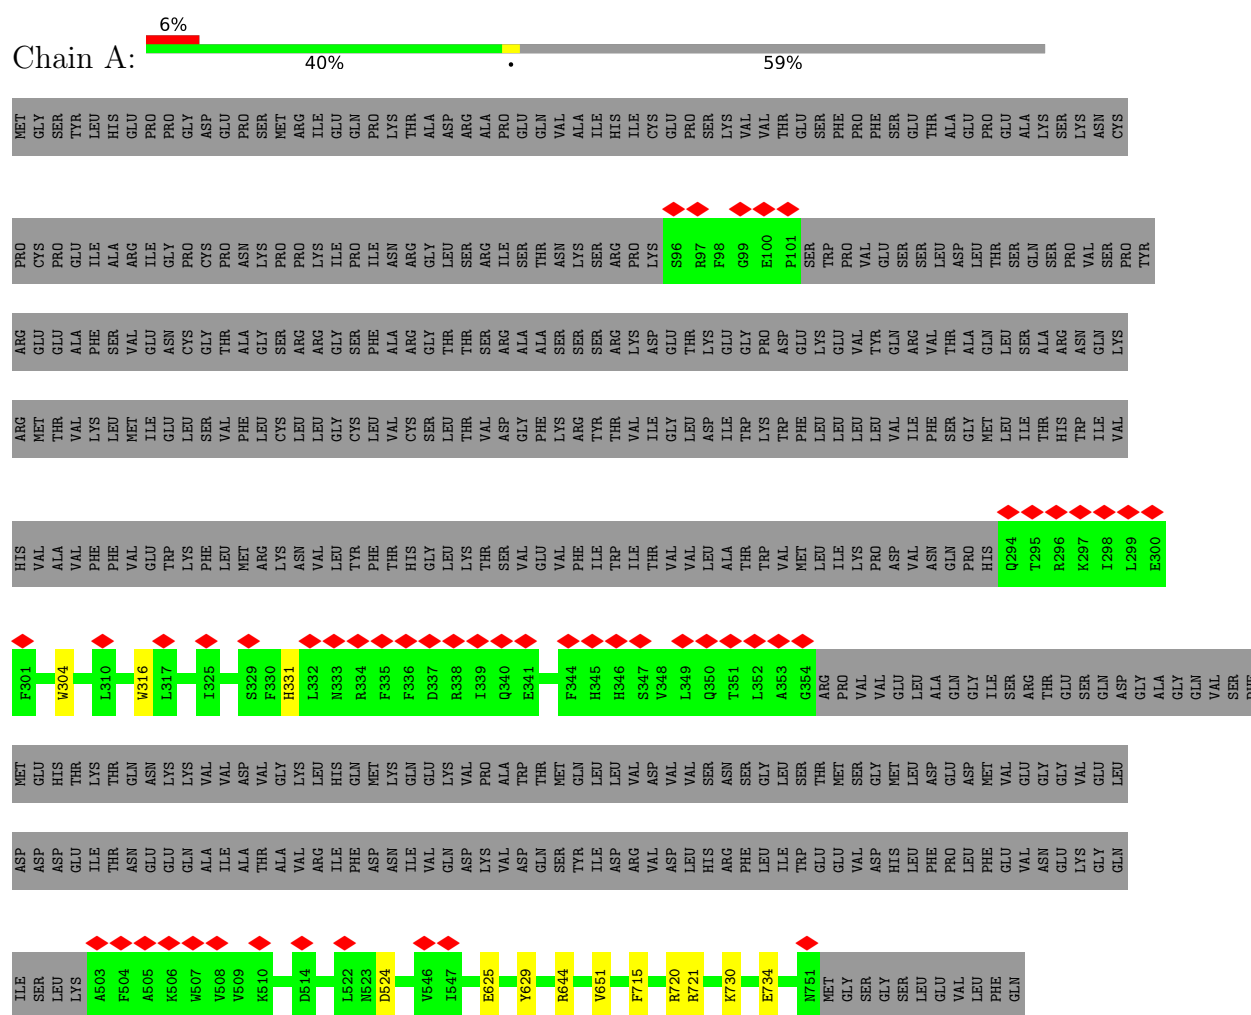 6%
Chain A:
40% • 59%
MET GLY SER TYR LEU HIS GLU PRO PRO GLY ASP GLU PRO SER MET ARG ILE GLU GLN PRO LYS THR ALA ASP ARG ALA PRO GLU GLN VAL ALA ILE HIS ILE CYS GLU PRO SER LYS VAL VAL THR GLU SER PHE PRO PHE SER GLU THR ALA GLU PRO GLU ALA LYS SER LYS ASN CYS
PRO CYS PRO GLU ILE ALA ARG ILE GLY PRO CYS PRO ASN LYS PRO PRO LYS ILE PRO ILE ASN ARG GLY LEU SER ARG ILE SER THR ASN LYS SER ARG PRO LYS S96 R97 F98 G99 E100 P101 SER TRP PRO VAL GLU SER SER LEU ASP LEU THR SER GLN SER PRO VAL SER PRO TYR
ARG GLU GLU ALA PHE SER VAL GLU ASN CYS GLY THR ALA GLY SER ARG ARG GLY SER PHE ALA ARG GLY THR THR SER ARG ALA ALA SER SER SER ARG LYS ASP GLU THR LYS GLU GLY PRO ASP GLU LYS GLU VAL TYR GLN ARG VAL THR ALA GLN LEU SER ALA ARG ASN GLN LYS
ARG MET THR VAL LYS LEU MET ILE GLU LEU SER VAL PHE LEU CYS LEU LEU GLY CYS LEU VAL CYS SER LEU THR VAL ASP GLY PHE LYS ARG TYR THR VAL ILE GLY LEU ASP ILE TRP LYS TRP PHE LEU LEU LEU LEU VAL ILE PHE SER GLY MET LEU ILE THR HIS TRP ILE VAL
HIS VAL ALA VAL PHE PHE VAL GLU TRP LYS PHE LEU MET ARG LYS ASN VAL LEU TYR PHE THR HIS GLY LEU LYS THR SER VAL GLU VAL PHE ILE TRP ILE THR VAL VAL LEU ALA THR TRP VAL MET LEU ILE LYS PRO ASP VAL ASN GLN PRO HIS Q294 T295 R296 K297 I298 L299 E300
F301 W304 L310 W316 L317 I325 S329 F330 H331 L332 N333 R334 F335 F336 D337 R338 I339 Q340 E341 F344 H345 H346 S347 V348 L349 Q350 T351 L352 A353 G354 ARG PRO VAL VAL GLU LEU ALA GLN GLY ILE SER ARG THR GLU SER GLN ASP GLY ALA GLY GLN VAL SER PHE
MET GLU HIS THR LYS THR GLN ASN LYS LYS VAL VAL ASP VAL GLY LYS LEU HIS GLN MET LYS GLN GLU LYS VAL PRO ALA TRP THR MET GLN LEU LEU VAL ASP VAL VAL SER ASN SER GLY LEU SER THR MET SER GLY MET LEU ASP GLU ASP MET VAL GLU GLY GLY VAL GLU LEU
ASP ASP ASP GLU ILE THR ASN GLU GLU GLN ALA ILE ALA THR ALA VAL ARG ILE PHE ASP ASN ILE VAL GLN ASP LYS VAL ASP GLN SER TYR ILE ASP ARG VAL ASP LEU HIS ARG PHE LEU ILE TRP GLU GLU VAL ASP HIS LEU PHE PRO LEU PHE GLU VAL ASN GLU LYS GLY GLN
ILE SER LEU LYS A503 F504 A505 K506 W507 V508 V509 K510 D514 L522 N523 D524 V546 I547 E625 Y629 R644 V651 F715 R720 R721 K730 E734 N751 MET GLY SER GLY SER LEU GLU VAL LEU PHE GLN